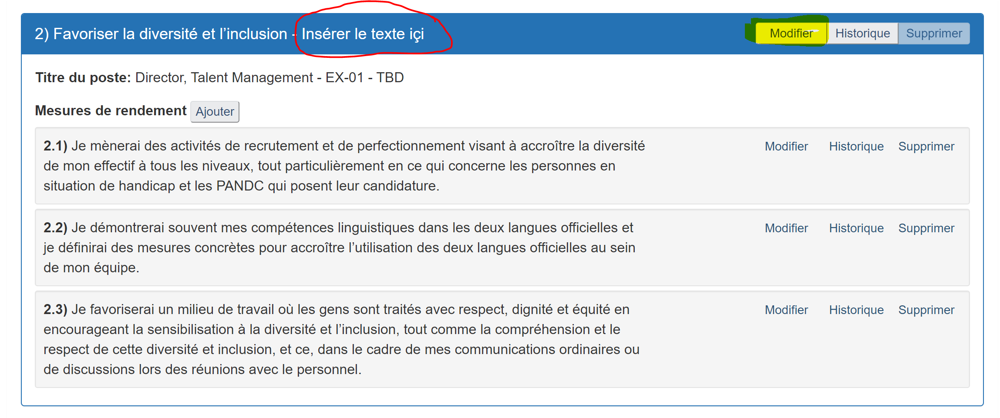 2) Favoriser la diversité et l’inclusion - Insérer le texte içi
Modifier Historique Supprimer
Titre du poste: Director, Talent Management - EX-01 - TBD
Mesures de rendement Ajouter
2.1) Je mènerai des activités de recrutement et de perfectionnement visant à accroître la diversité
de mon effectif à tous les niveaux, tout particulièrement en ce qui concerne les personnes en
situation de handicap et les PANDC qui posent leur candidature.
Modifier Historique Supprimer
2.2) Je démontrerai souvent mes compétences linguistiques dans les deux langues officielles et
je définirai des mesures concrètes pour accroître l’utilisation des deux langues officielles au sein
de mon équipe.
Modifier Historique Supprimer
2.3) Je favoriserai un milieu de travail où les gens sont traités avec respect, dignité et équité en
encourageant la sensibilisation à la diversité et l’inclusion, tout comme la compréhension et le
respect de cette diversité et inclusion, et ce, dans le cadre de mes communications ordinaires ou
de discussions lors des réunions avec le personnel.
Modifier Historique Supprimer